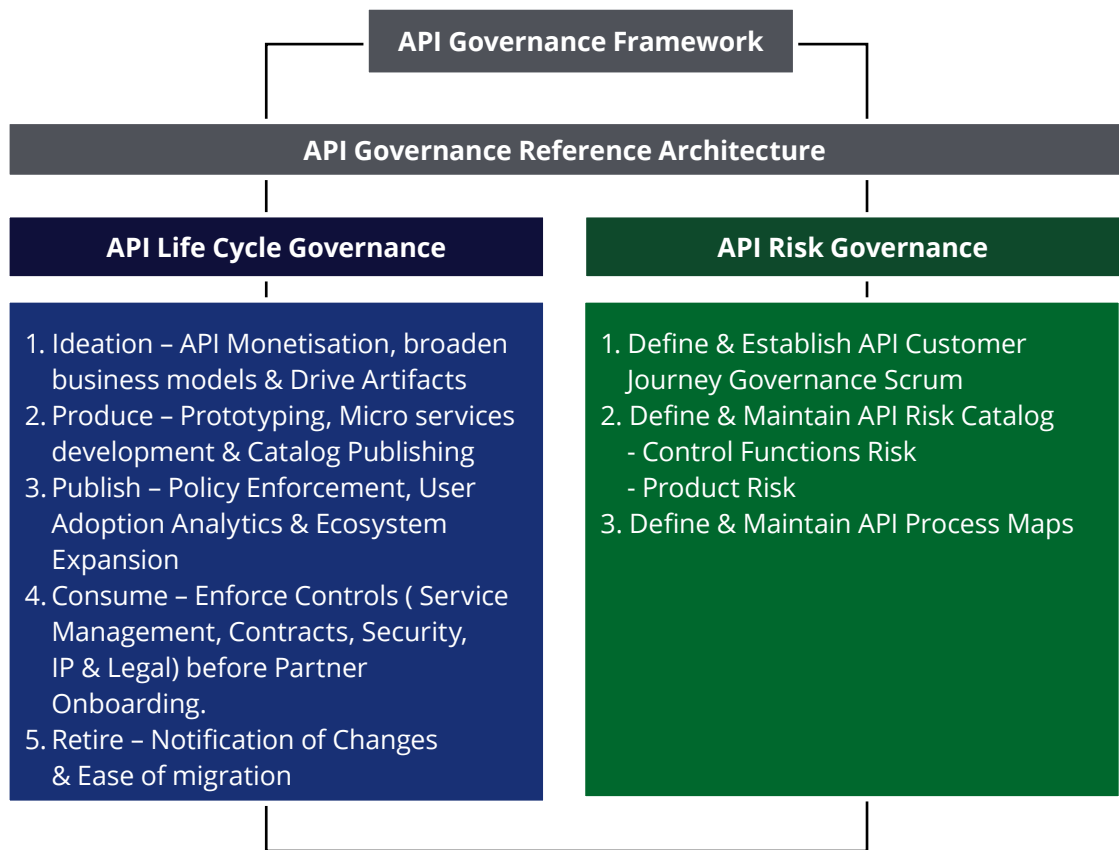 API Governance Framework
API Governance Reference Architecture
API Life Cycle Governance
1. Ideation – API Monetisation, broaden
business models & Drive Artifacts
2. Produce – Prototyping, Micro services
development & Catalog Publishing
3. Publish – Policy Enforcement, User
Adoption Analytics & Ecosystem
Expansion
4. Consume – Enforce Controls ( Service
Management, Contracts, Security,
IP & Legal) before Partner
Onboarding.
5. Retire – Notification of Changes
& Ease of migration
API Risk Governance
1. Define & Establish API Customer
Journey Governance Scrum
2. Define & Maintain API Risk Catalog
- Control Functions Risk
- Product Risk
3. Define & Maintain API Process Maps